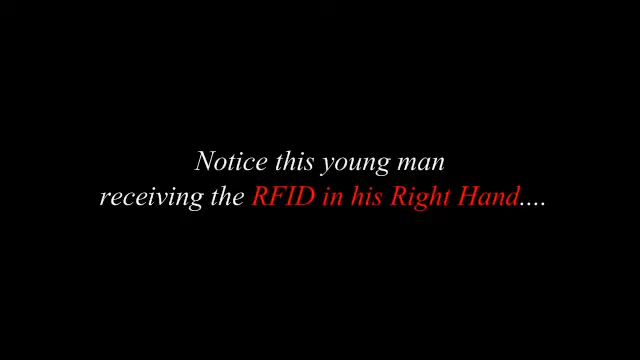 Notice this young man
receiving the RFID in his Right Hand....